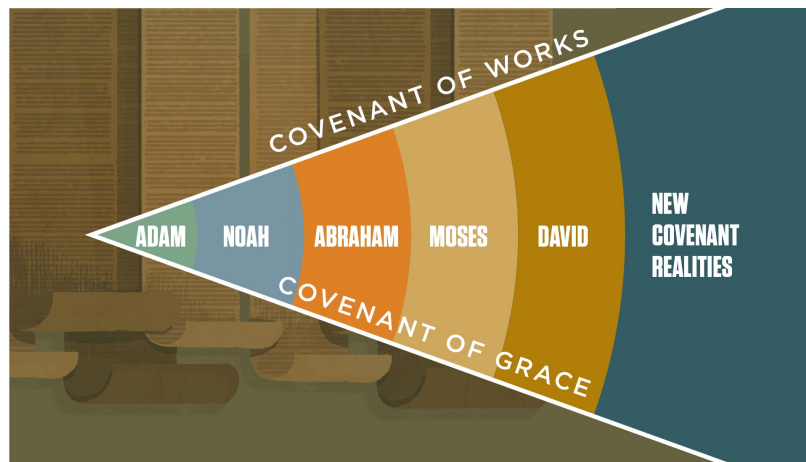 COVENANT OF WORKS
ADAM
NOAH
ABRAHAM
MOSES
DAVID
NEW
COVENANT
REALITIES
COVENANT OF GRACE